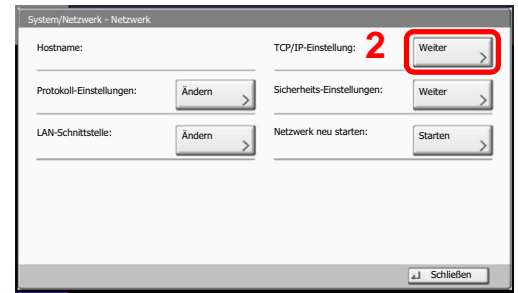 System/Netzwerk - Netzwerk
Hostname:
TCP/IP-Einstellung: 2 Weiter
Protokoll-Einstellungen: Ändern
Sicherheits-Einstellungen: Weiter
LAN-Schnittstelle: Ändern
Netzwerk neu starten: Starten
Schließen